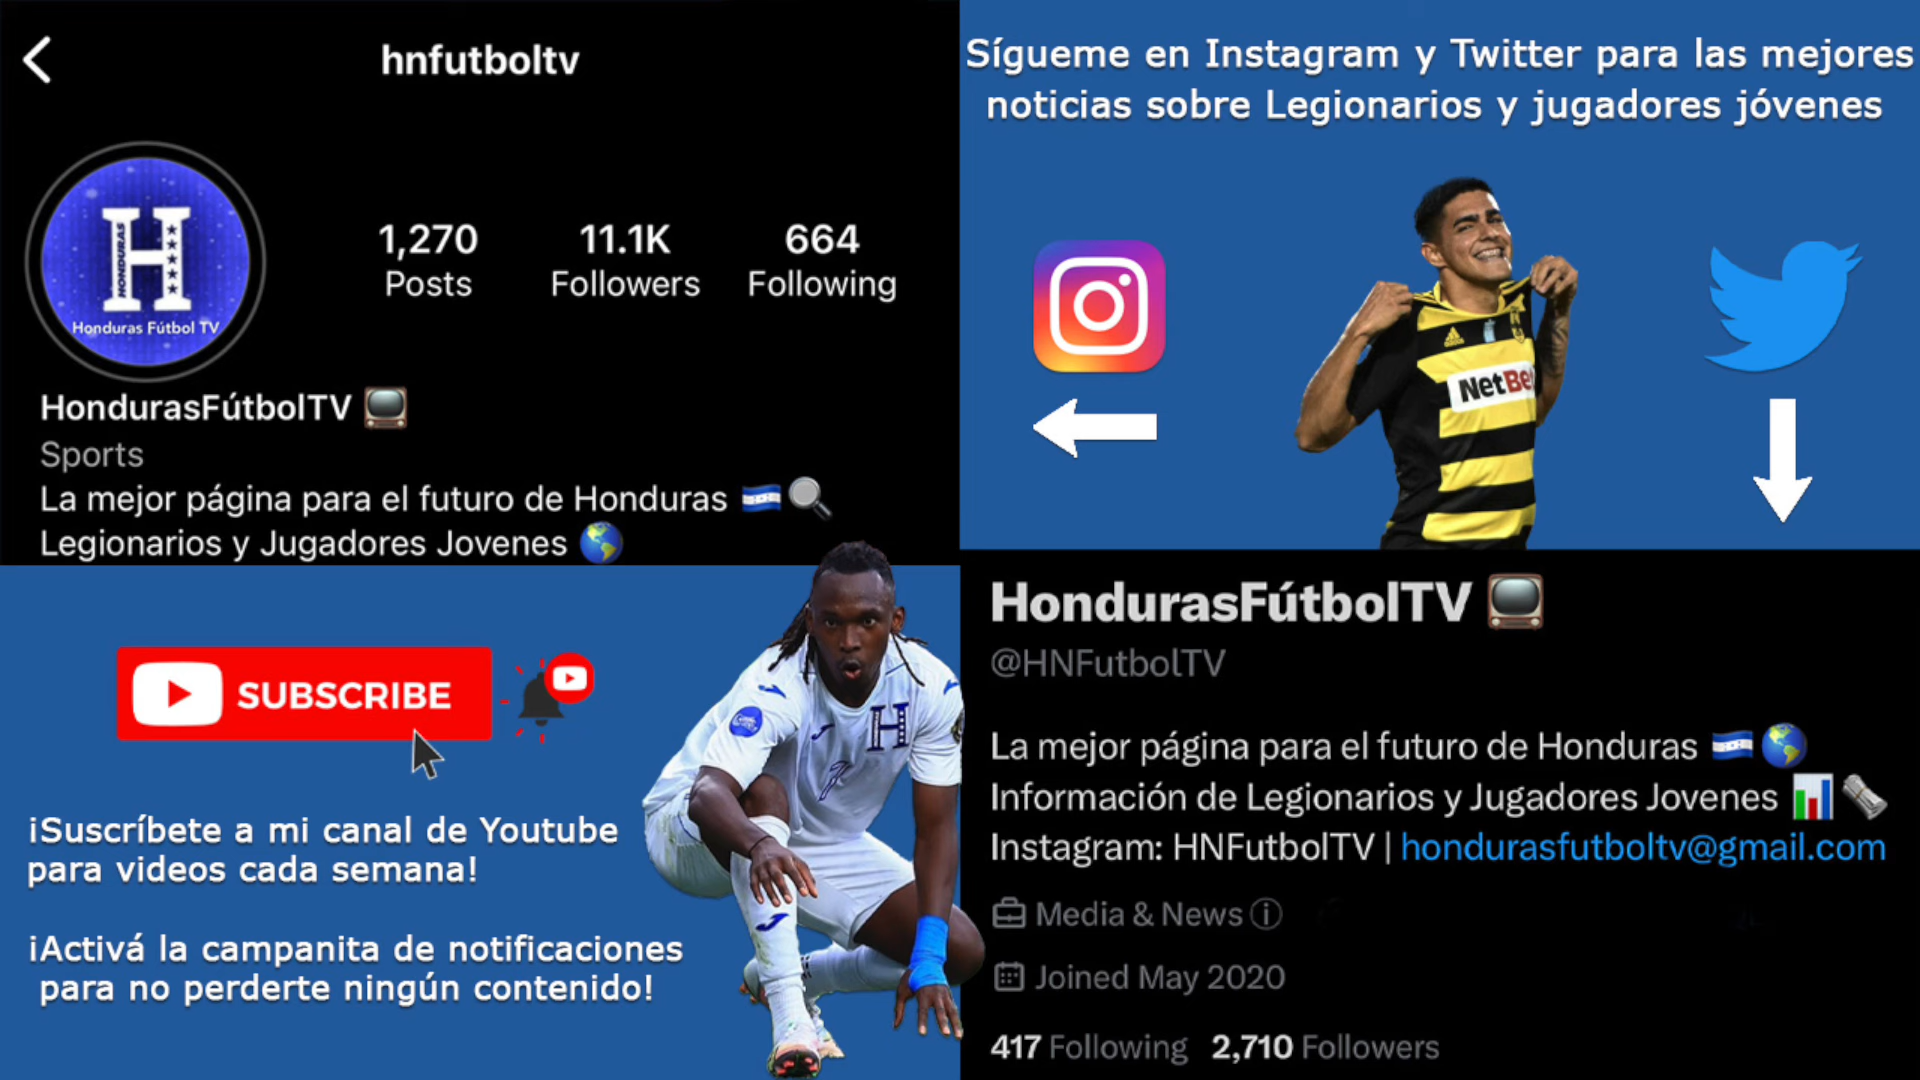 hnfutboltv
HONDURAS
H
Honduras Fútbol TV
1,270
Posts
11.1K
Followers
664
Following
HondurasFútbolTV
Sports
La mejor página para el futuro de Honduras
Legionarios y Jugadores Jovenes
Sígueme en Instagram y Twitter para las mejores
noticias sobre Legionarios y jugadores jóvenes
NetBe
SUBSCRIBE
¡Suscríbete a mi canal de Youtube
para videos cada semana!
¡Activá la campanita de notificaciones
para no perderte ningún contenido!
H
7
HondurasFútbolTV
@HNFutbolTV
La mejor página para el futuro de Honduras
Información de Legionarios y Jugadores Jovenes
Instagram: HNFutbolTV | hondurasfutboltv@gmail.com
Media & News
Joined May 2020
417 Following 2,710 Followers